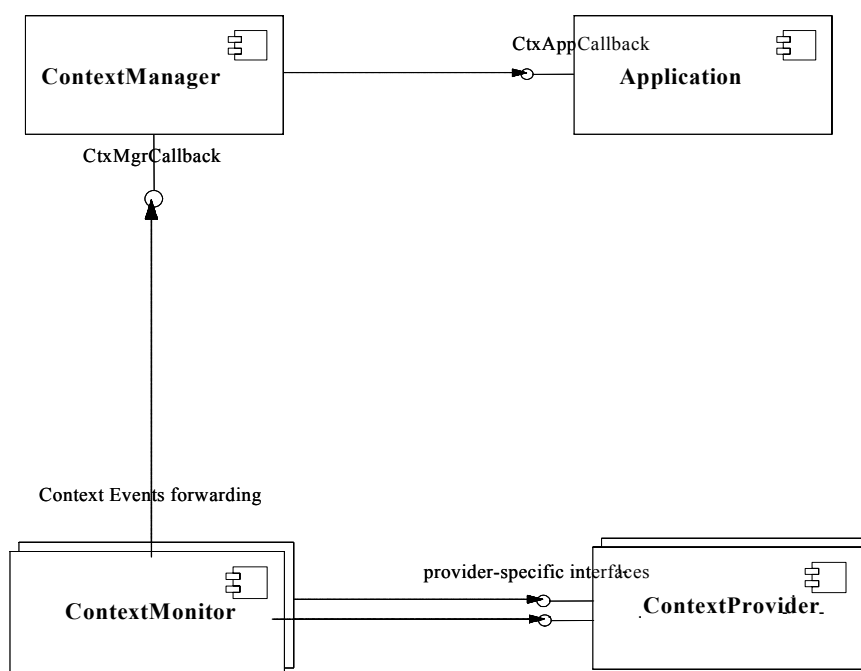 CtxAppCallback
ContextManager
Application
CtxMgrCallback
Context Events forwarding
provider-specific interfaces
ContextMonitor
ContextProvider